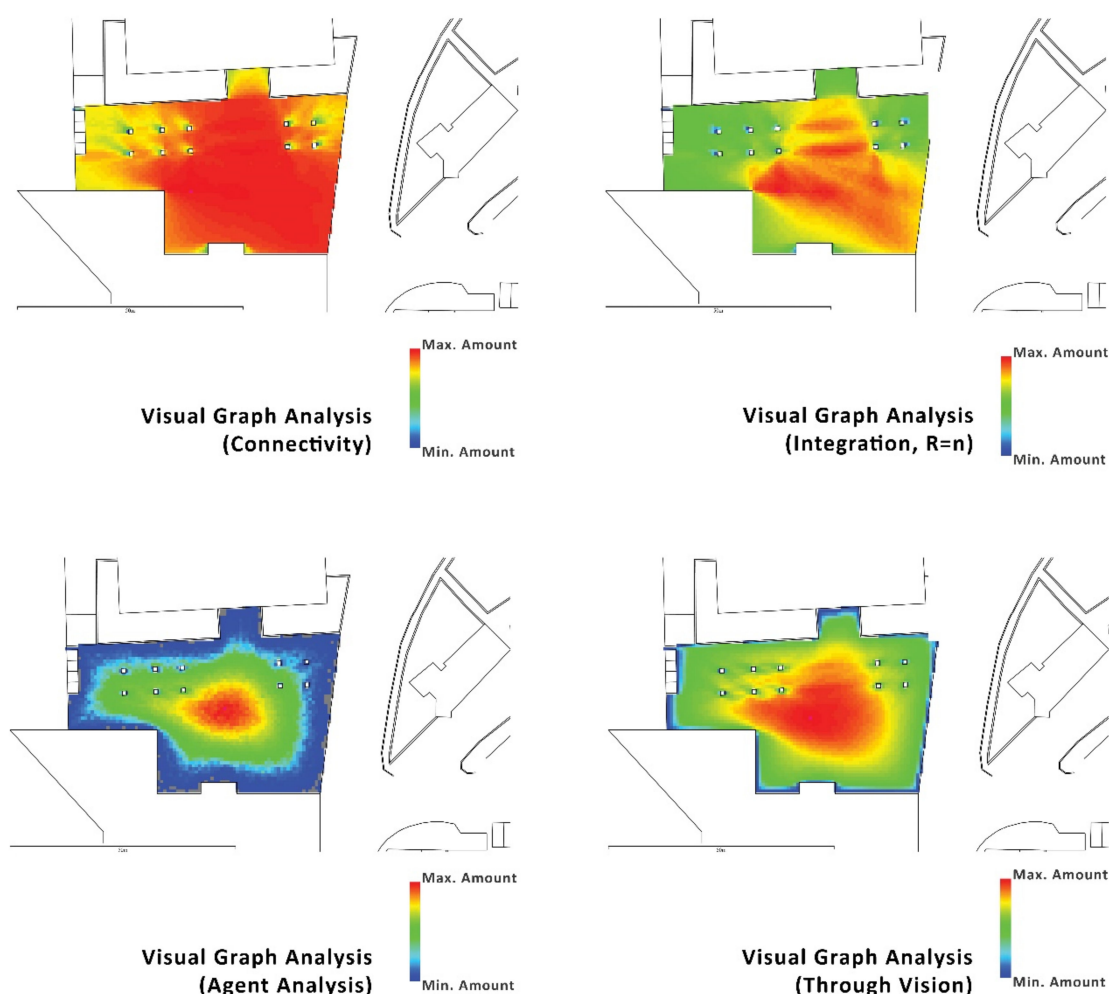 Max. Amount
Visual Graph Analysis
(Connectivity)
Min. Amount
Max. Amount
Visual Graph Analysis
(Integration, R=n)
Min. Amount
Max. Amount
Visual Graph Analysis
(Agent Analysis)
Min. Amount
Max. Amount
Visual Graph Analysis
(Through Vision)
Min. Amount